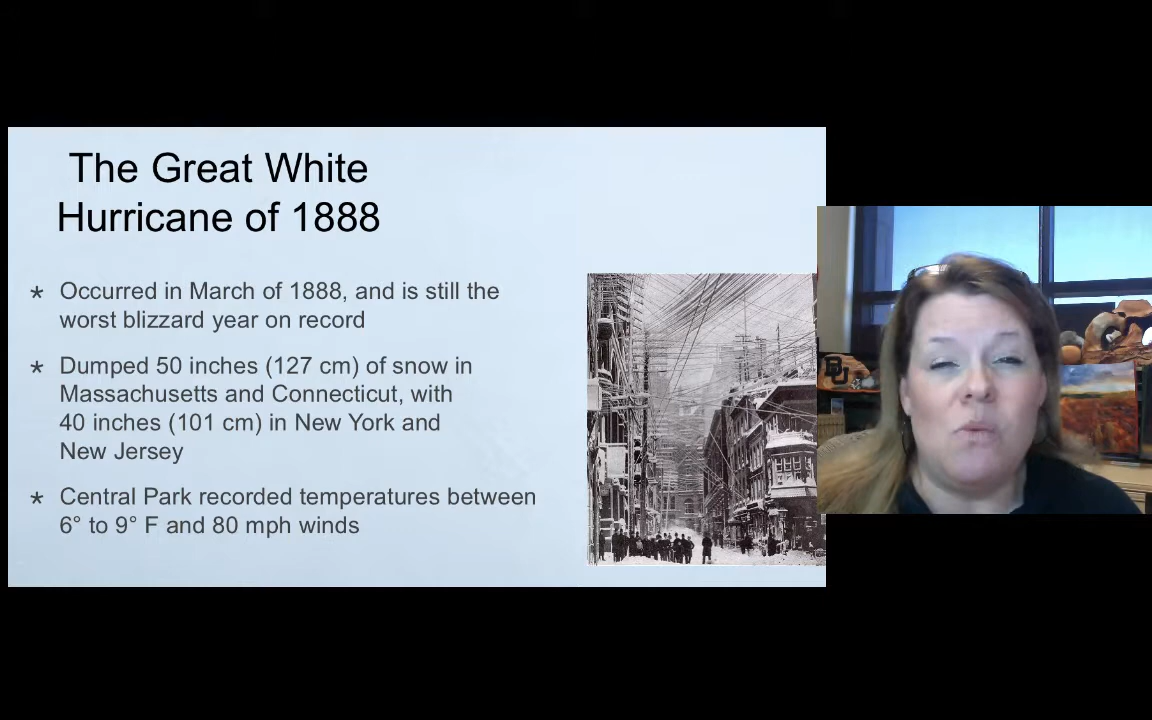 The Great White
Hurricane of 1888
* Occurred in March of 1888, and is still the
worst blizzard year on record
* Dumped 50 inches (127 cm) of snow in
Massachusetts and Connecticut, with
40 inches (101 cm) in New York and
New Jersey
* Central Park recorded temperatures between
6° to 9° F and 80 mph winds